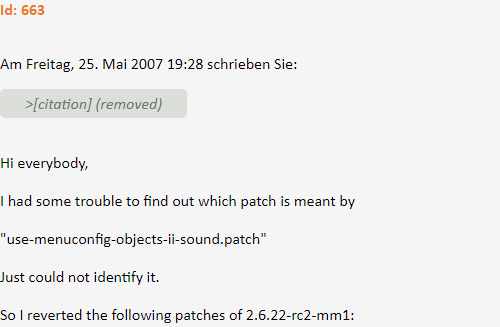 Id: 663
Am Freitag, 25. Mai 2007 19:28 schrieben Sie:
>[citation] (removed)
Hi everybody,
I had some trouble to find out which patch is meant by
"use-menuconfig-objects-ii-sound.patch"
Just could not identify it.
So I reverted the following patches of 2.6.22-rc2-mm1: